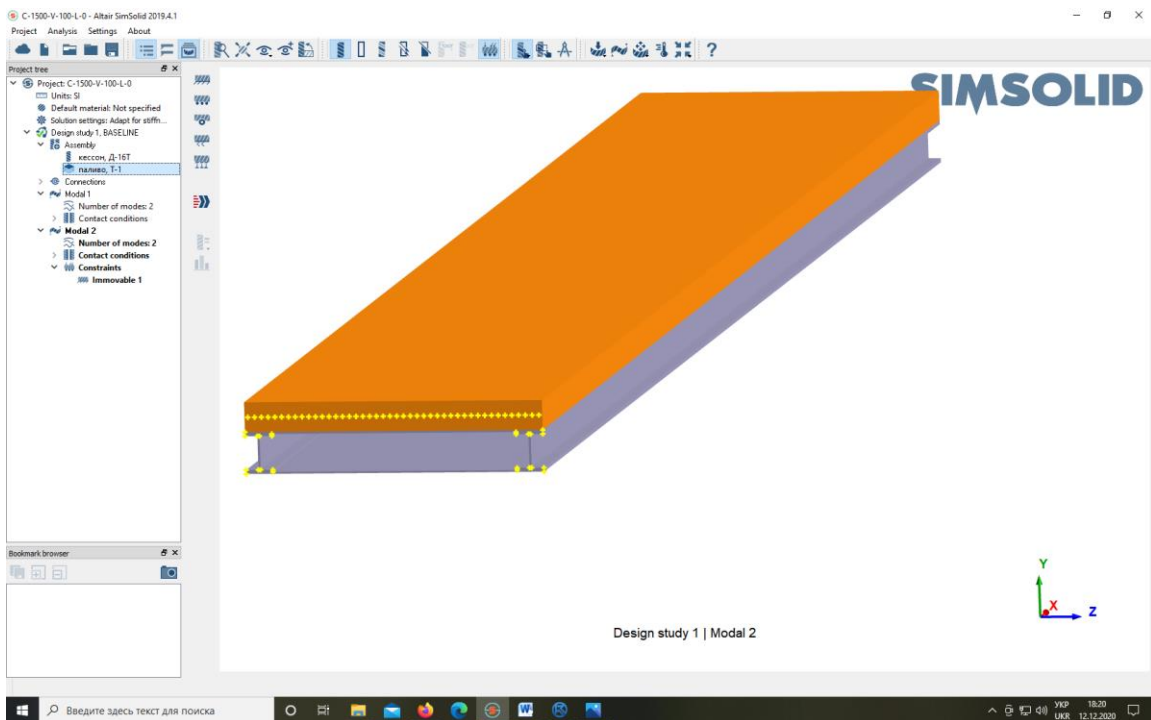 C-1500-V-100-L-0 - Altair SimSolid 2019.4.1
Project Analysis Settings About
Project tree
Project: C-1500-V-100-L-0
Units: SI
Default material: Not specified
Solution settings: Adapt for stiffn...
Design study 1, BASELINE
Assembly
кессон, Д-16Т
паливо, Т-1
Connections
Modal 1
Number of modes: 2
Contact conditions
Modal 2
Number of modes: 2
Contact conditions
Constraints
Immovable 1
SIMSOLID
Bookmark browser
Y
X
Z
Design study 1 | Modal 2
Введите здесь текст для поиска
УКР 18:20
UKR 12.12.2020